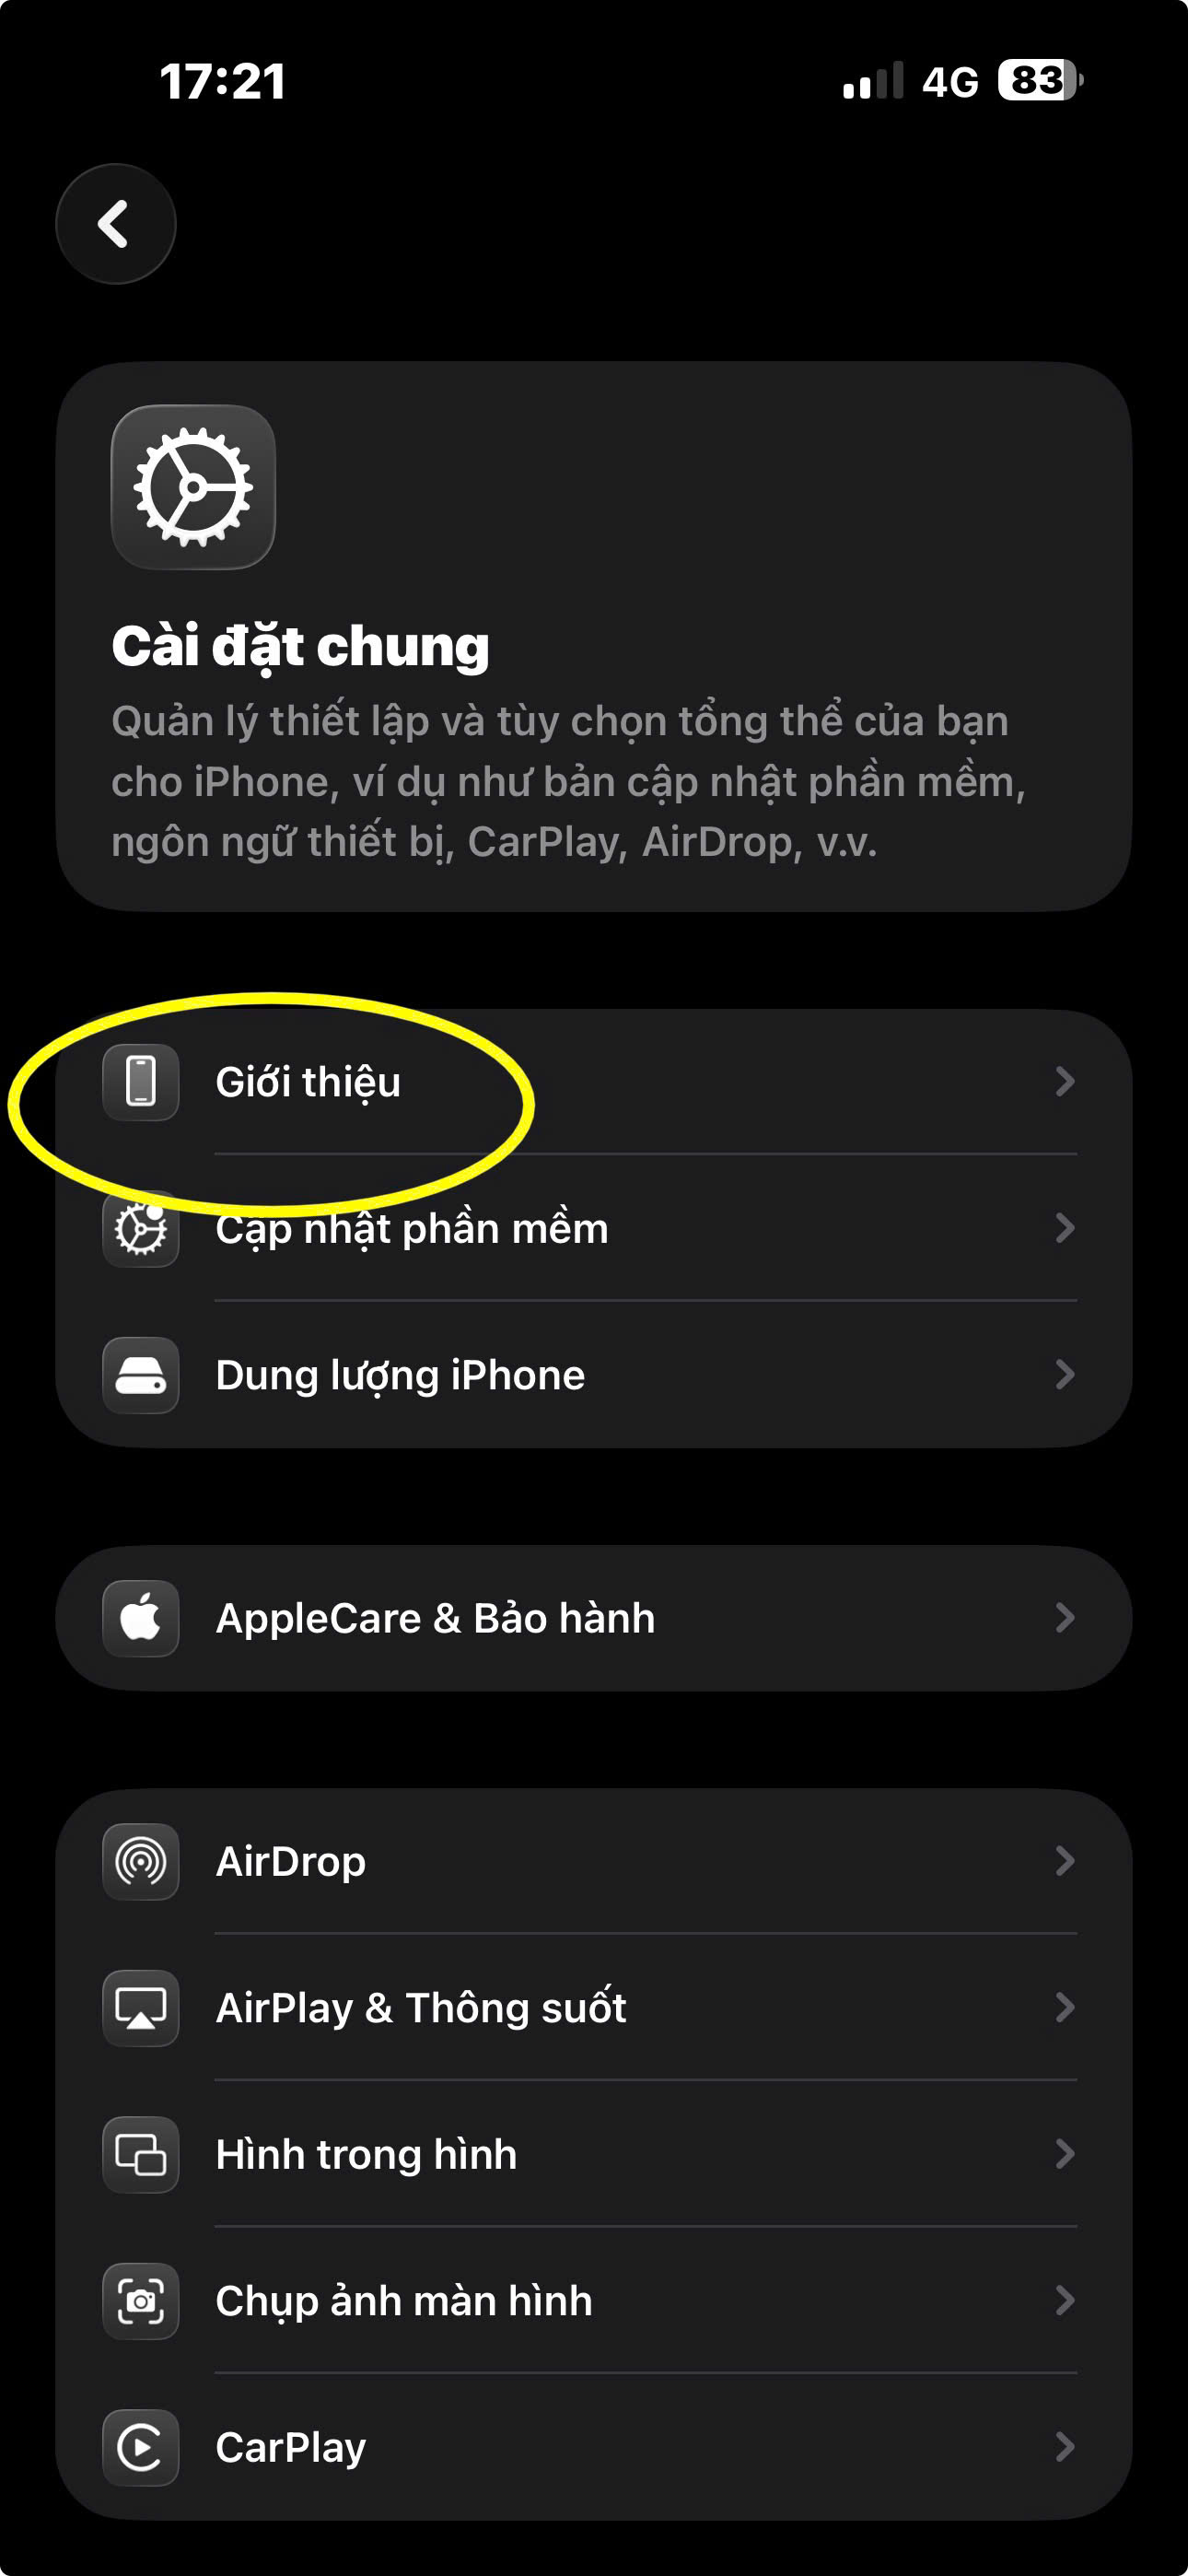 17:21
4G 83
Cài đặt chung
Quản lý thiết lập và tùy chọn tổng thể của bạn
cho iPhone, ví dụ như bản cập nhật phần mềm,
ngôn ngữ thiết bị, CarPlay, AirDrop, v.v.
Giới thiệu
Cập nhật phần mềm
Dung lượng iPhone
AppleCare & Bảo hành
AirDrop
AirPlay & Thông suốt
Hình trong hình
Chụp ảnh màn hình
CarPlay